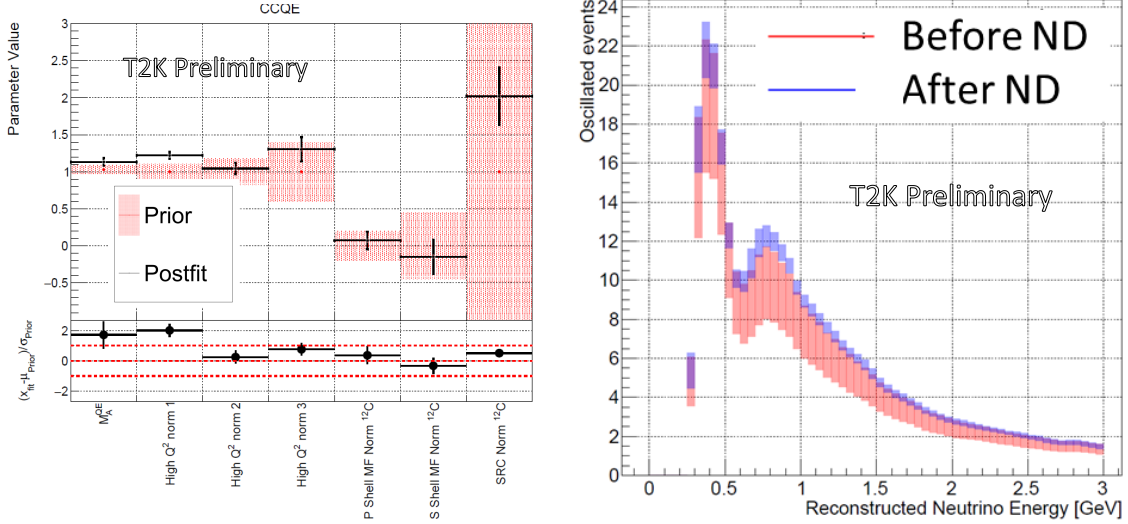 CCQE
Parameter Value
3
2.5
2
1.5
1
0.5
0
−0.5
T2K Preliminary
Prior
Postfit
(x_fit-μ_Prior)/σ_Prior
2
0
−2
M_A^QE
High Q² norm 1
High Q² norm 2
High Q² norm 3
P Shell MF Norm ¹²C
S Shell MF Norm ¹²C
SRC Norm ¹²C
Oscillated events
24
22
20
18
16
14
12
10
8
6
4
2
0
Before ND
After ND
T2K Preliminary
0
0.5
1
1.5
2
2.5
3
Reconstructed Neutrino Energy [GeV]